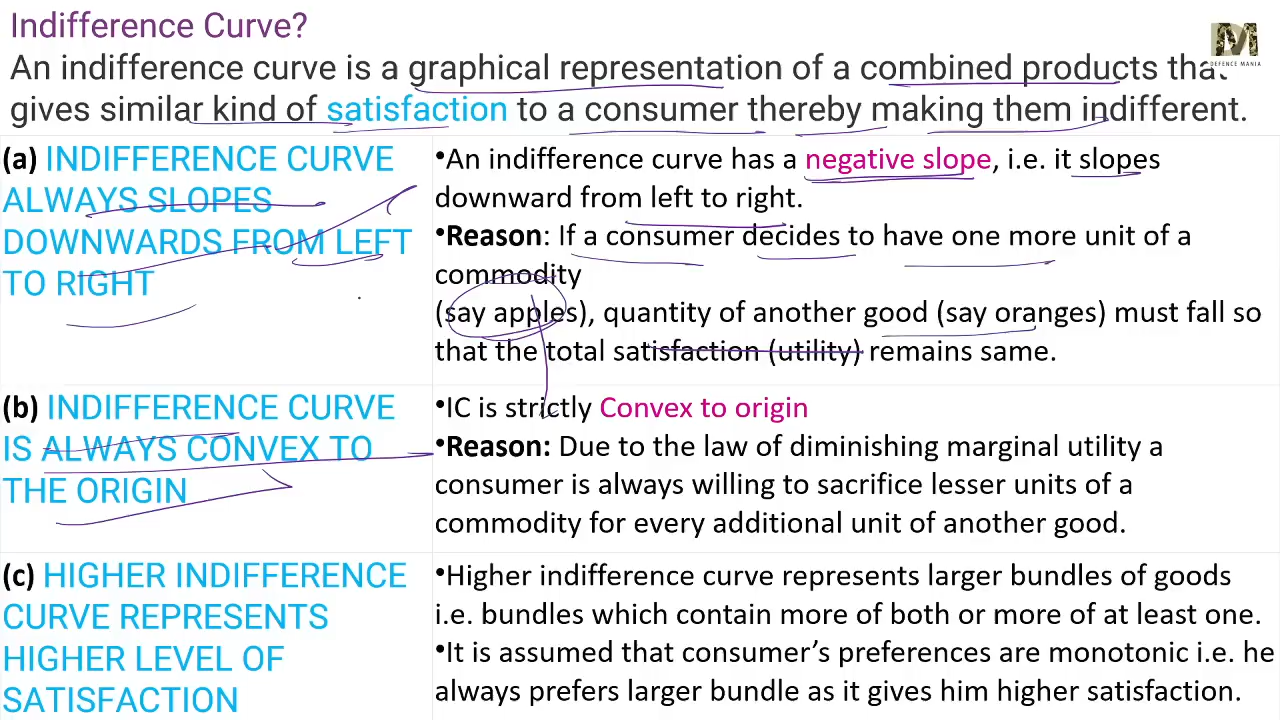 Indifference Curve?
An indifference curve is a graphical representation of a combined products that
gives similar kind of satisfaction to a consumer thereby making them indifferent.
DEFENCE MANIA
(a) INDIFFERENCE CURVE
ALWAYS SLOPES
DOWNWARDS FROM LEFT
TO RIGHT
•An indifference curve has a negative slope, i.e. it slopes
downward from left to right.
•Reason: If a consumer decides to have one more unit of a
commodity
(say apples), quantity of another good (say oranges) must fall so
that the total satisfaction (utility) remains same.
(b) INDIFFERENCE CURVE
IS ALWAYS CONVEX TO
THE ORIGIN
•IC is strictly Convex to origin
•Reason: Due to the law of diminishing marginal utility a
consumer is always willing to sacrifice lesser units of a
commodity for every additional unit of another good.
(c) HIGHER INDIFFERENCE
CURVE REPRESENTS
HIGHER LEVEL OF
SATISFACTION
•Higher indifference curve represents larger bundles of goods
i.e. bundles which contain more of both or more of at least one.
•It is assumed that consumer’s preferences are monotonic i.e. he
always prefers larger bundle as it gives him higher satisfaction.